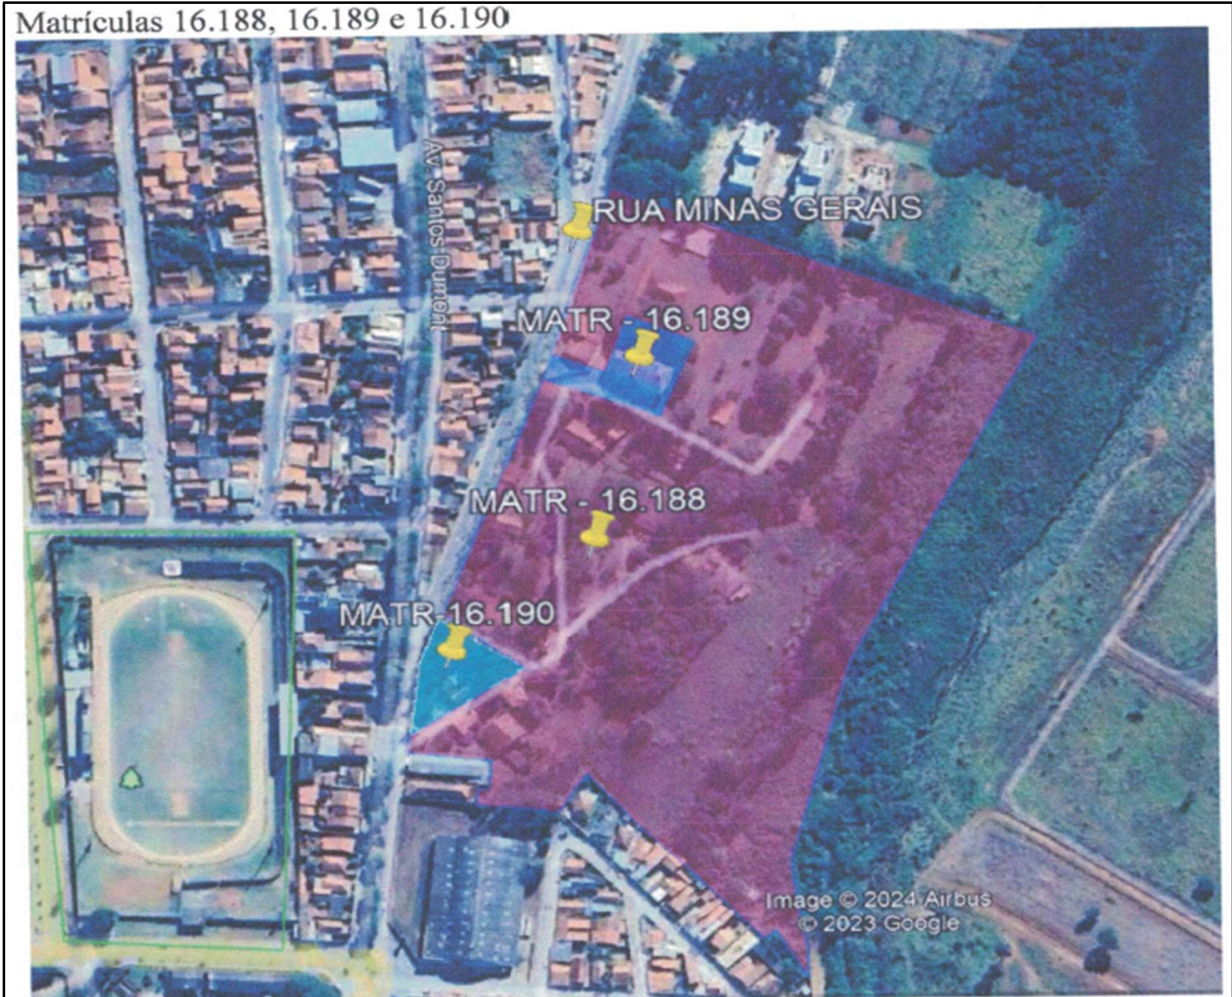 Matrículas 16.188, 16.189 e 16.190
Av. Santos Dumont
RUA MINAS GERAIS
MATR - 16.189
MATR - 16.188
MATR-16.190
Image © 2024 Airbus
© 2023 Google